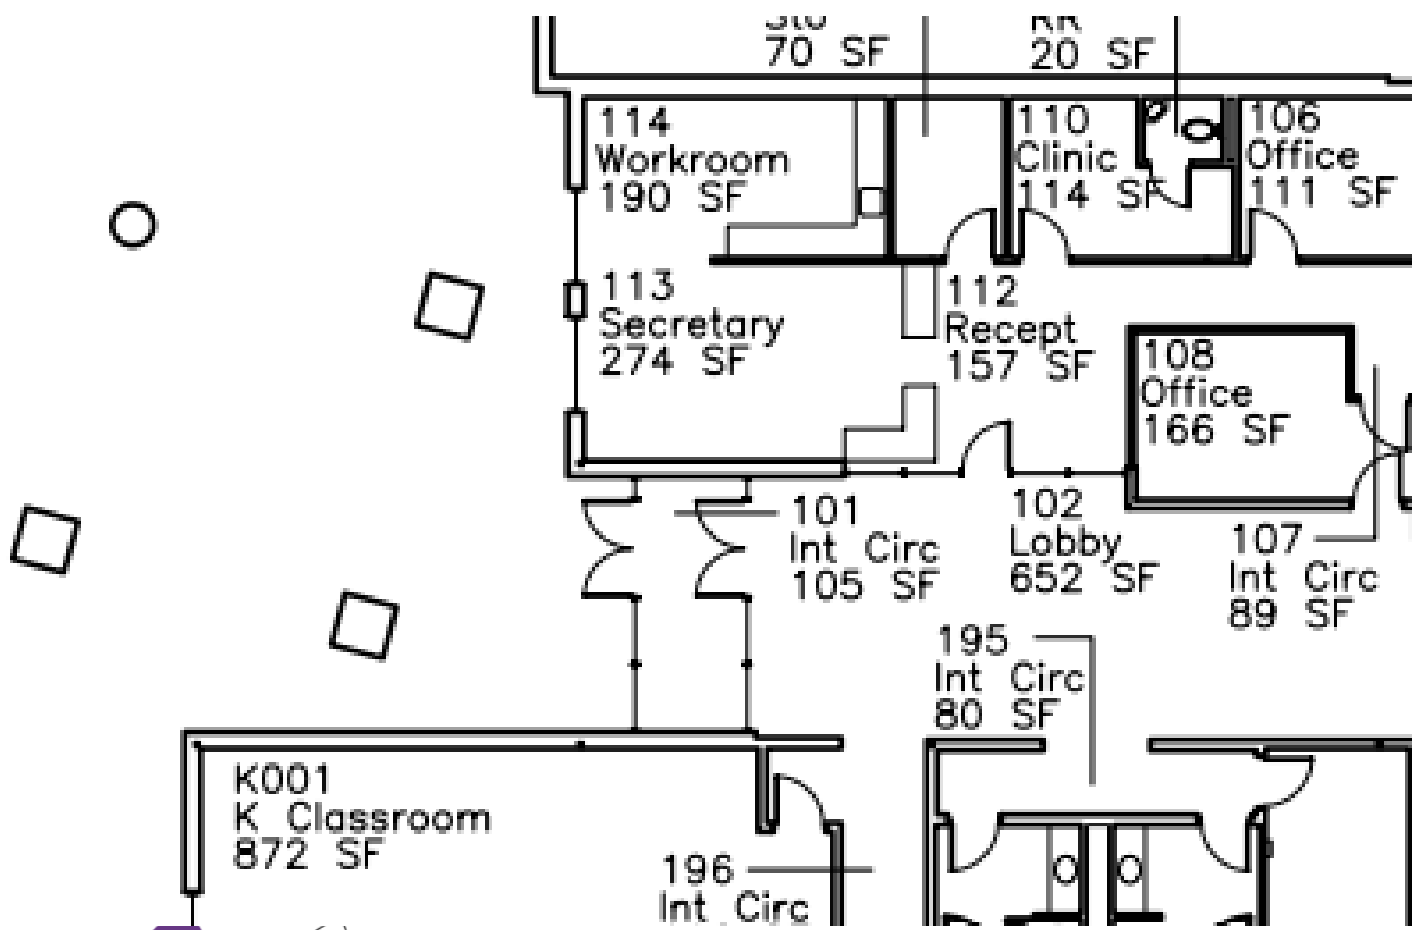 Sto
70 SF
RR
20 SF
114
Workroom
190 SF
110
Clinic
114 SF
106
Office
111 SF
113
Secretary
274 SF
112
Recept
157 SF
108
Office
166 SF
101
Int Circ
105 SF
102
Lobby
652 SF
107
Int Circ
89 SF
195
Int Circ
80 SF
K001
K Classroom
872 SF
196
Int Circ